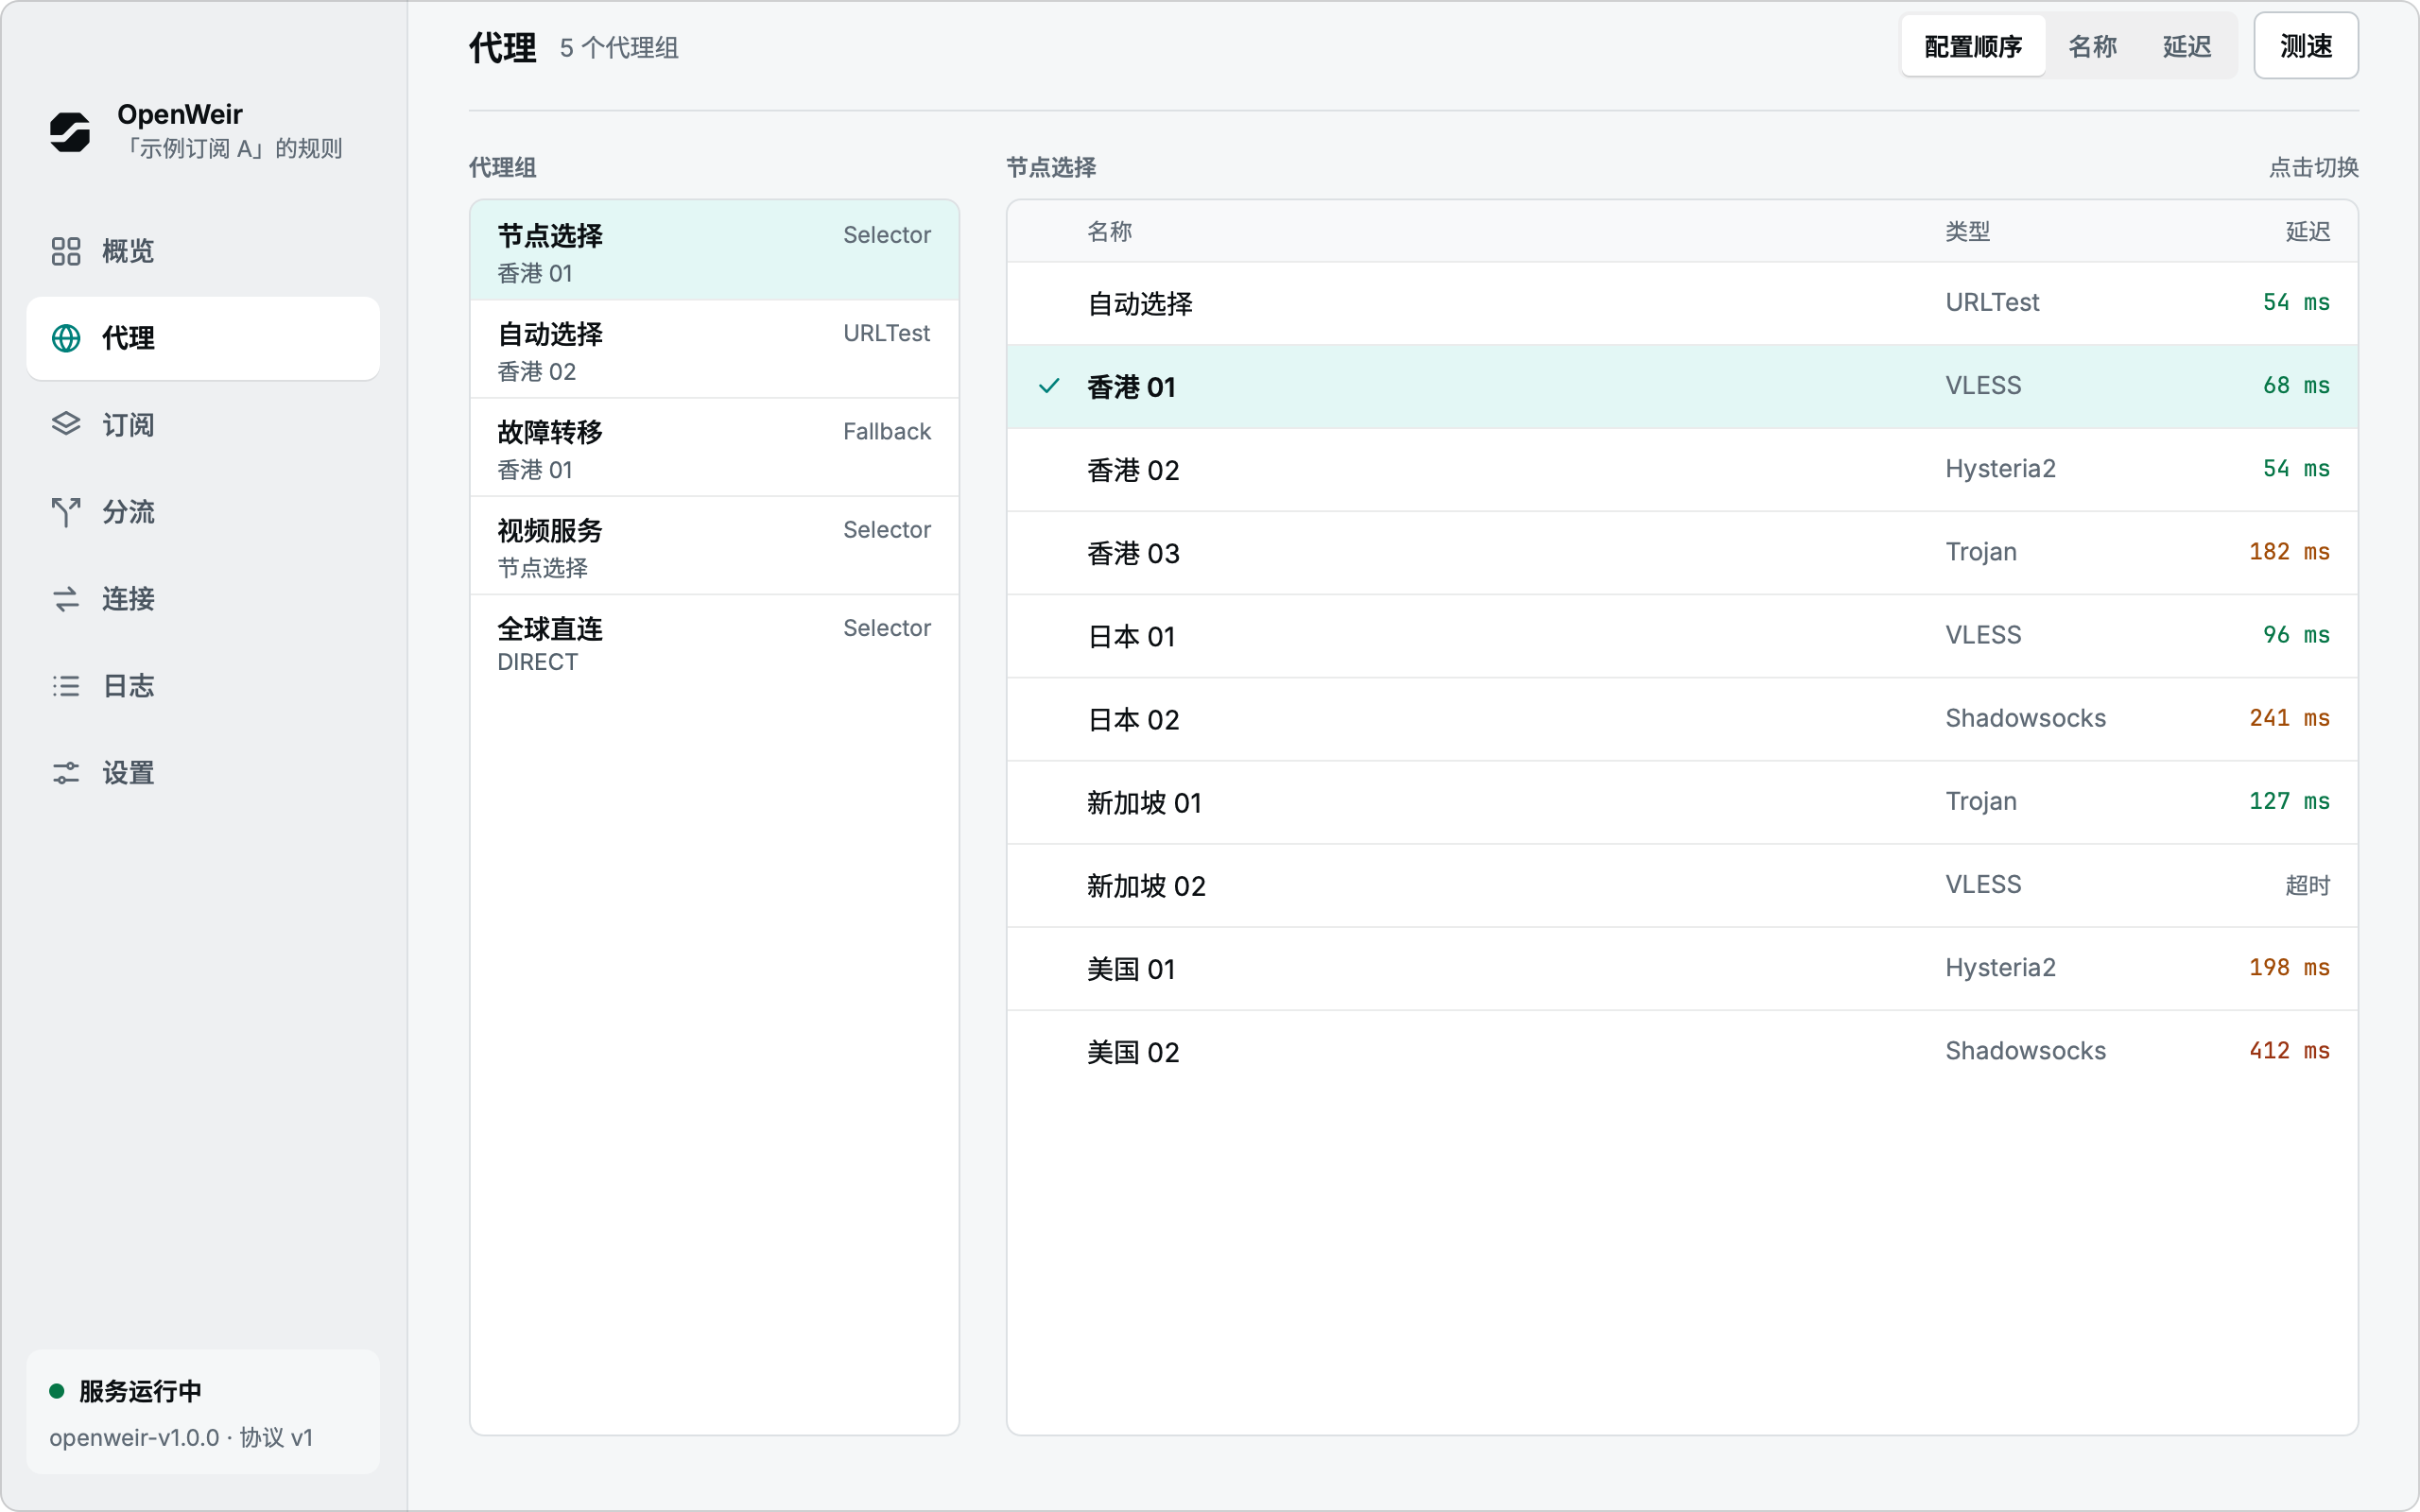 OpenWeir
「示例订阅 A」的规则
概览
代理
订阅
分流
连接
日志
设置
服务运行中
openweir-v1.0.0 · 协议 v1
代理 5 个代理组
配置顺序 名称 延迟 测速
代理组
节点选择 Selector
香港 01
自动选择 URLTest
香港 02
故障转移 Fallback
香港 01
视频服务 Selector
节点选择
全球直连 Selector
DIRECT
节点选择 点击切换
名称 类型 延迟
自动选择 URLTest 54 ms
香港 01 VLESS 68 ms
香港 02 Hysteria2 54 ms
香港 03 Trojan 182 ms
日本 01 VLESS 96 ms
日本 02 Shadowsocks 241 ms
新加坡 01 Trojan 127 ms
新加坡 02 VLESS 超时
美国 01 Hysteria2 198 ms
美国 02 Shadowsocks 412 ms